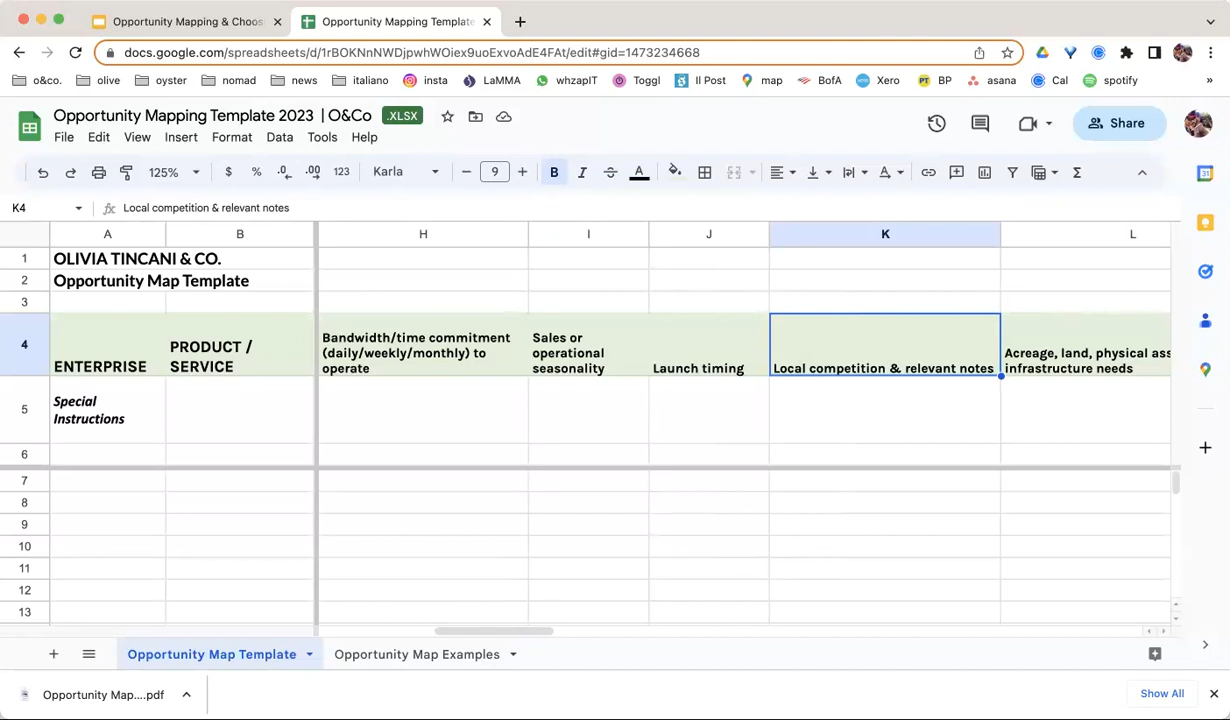 Opportunity Mapping & Choos
Opportunity Mapping Template
docs.google.com/spreadsheets/d/1rBOKNnNWDjpwhWOiex9uoExvoAdE4FAt/edit#gid=1473234668
o&co. olive oyster nomad news italiano insta LaMMA whzapIT Toggl Il Post map BofA Xero BP asana Cal spotify
Opportunity Mapping Template 2023 | O&Co .XLSX
File Edit View Insert Format Data Tools Help
Share
125% $ % .0 .00 123 Karla 9 B I A
K4 fx Local competition & relevant notes
A B H I J K L
1 OLIVIA TINCANI & CO.
2 Opportunity Map Template
3
4 ENTERPRISE
PRODUCT /
SERVICE
Bandwidth/time commitment
(daily/weekly/monthly) to
operate
Sales or
operational
seasonality
Launch timing
Local competition & relevant notes
Acreage, land, physical ass
infrastructure needs
5 Special
Instructions
6
7
8
9
10
11
12
13
Opportunity Map Template Opportunity Map Examples
Opportunity Map....pdf Show All